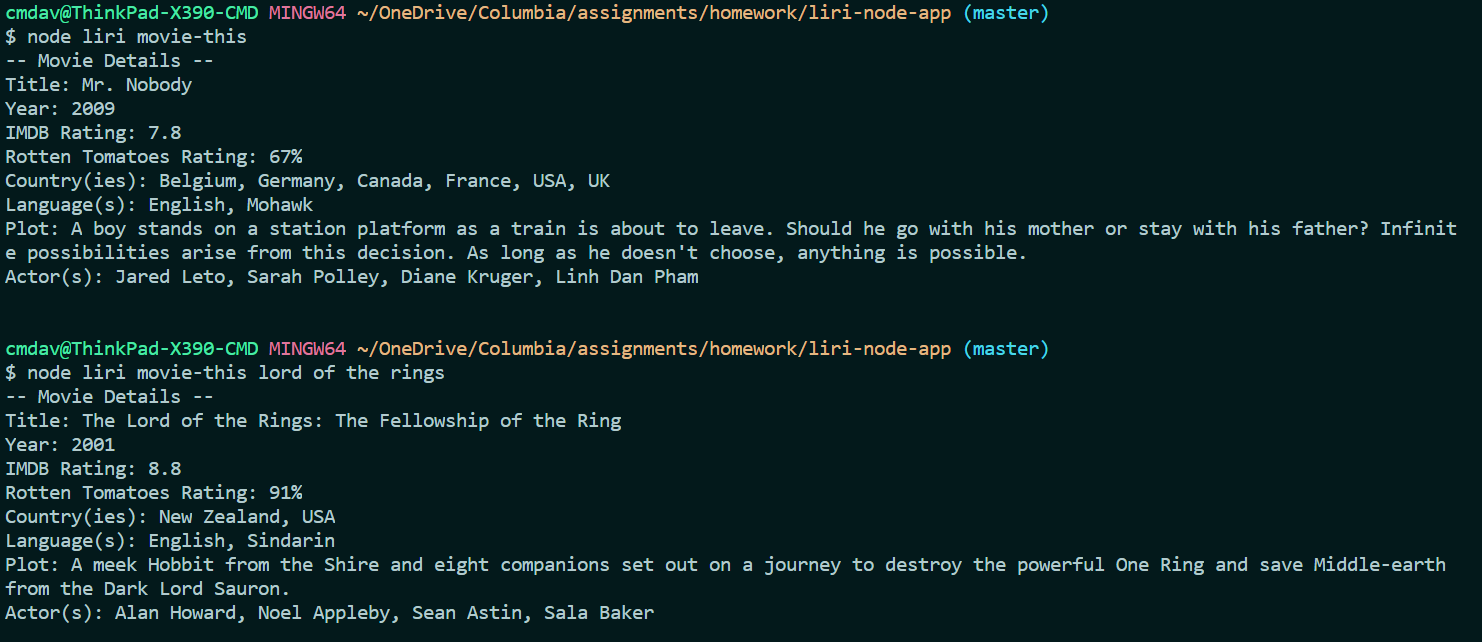 cmdav@ThinkPad-X390-CMD MINGW64 ~/OneDrive/Columbia/assignments/homework/liri-node-app (master)
$ node liri movie-this
-- Movie Details --
Title: Mr. Nobody
Year: 2009
IMDB Rating: 7.8
Rotten Tomatoes Rating: 67%
Country(ies): Belgium, Germany, Canada, France, USA, UK
Language(s): English, Mohawk
Plot: A boy stands on a station platform as a train is about to leave. Should he go with his mother or stay with his father? Infinit
e possibilities arise from this decision. As long as he doesn't choose, anything is possible.
Actor(s): Jared Leto, Sarah Polley, Diane Kruger, Linh Dan Pham
cmdav@ThinkPad-X390-CMD MINGW64 ~/OneDrive/Columbia/assignments/homework/liri-node-app (master)
$ node liri movie-this lord of the rings
-- Movie Details --
Title: The Lord of the Rings: The Fellowship of the Ring
Year: 2001
IMDB Rating: 8.8
Rotten Tomatoes Rating: 91%
Country(ies): New Zealand, USA
Language(s): English, Sindarin
Plot: A meek Hobbit from the Shire and eight companions set out on a journey to destroy the powerful One Ring and save Middle-earth
from the Dark Lord Sauron.
Actor(s): Alan Howard, Noel Appleby, Sean Astin, Sala Baker